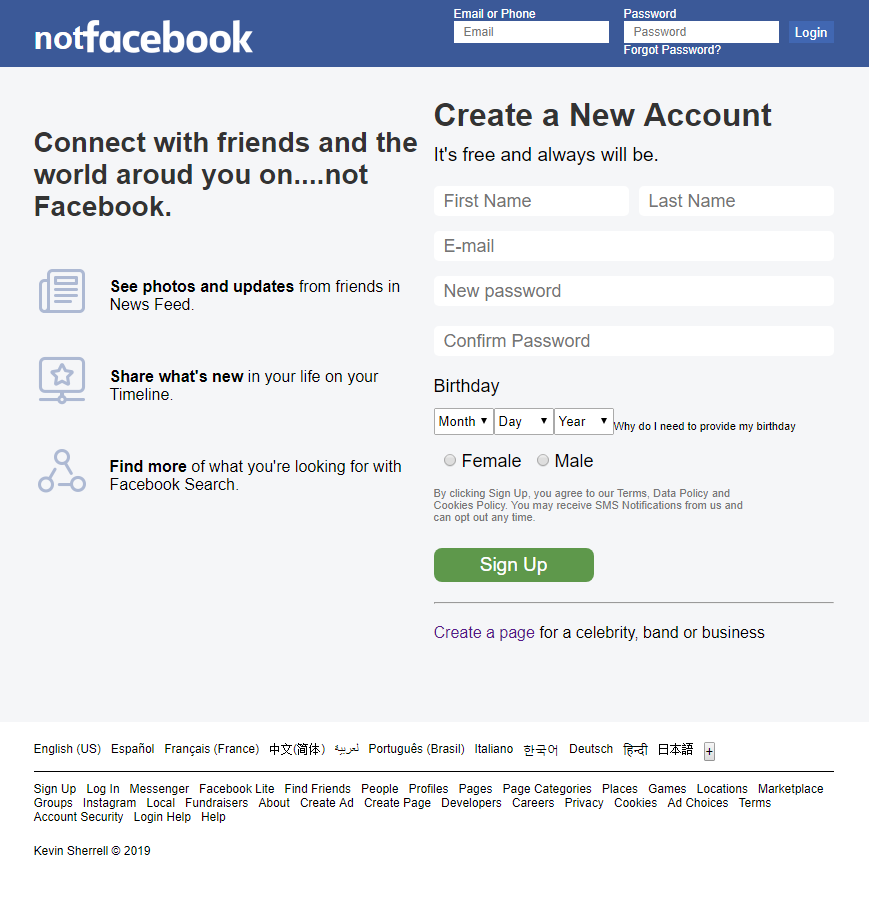 notfacebook
Email or Phone
Password
Email
Password
Login
Forgot Password?
Connect with friends and the
world aroud you on....not
Facebook.
See photos and updates from friends in
News Feed.
Share what's new in your life on your
Timeline.
Find more of what you're looking for with
Facebook Search.
Create a New Account
It's free and always will be.
First Name
Last Name
E-mail
New password
Confirm Password
Birthday
Month Day Year Why do I need to provide my birthday
Female Male
By clicking Sign Up, you agree to our Terms, Data Policy and
Cookies Policy. You may receive SMS Notifications from us and
can opt out any time.
Sign Up
Create a page for a celebrity, band or business
English (US) Español Français (France) 中文(简体) لعربية Português (Brasil) Italiano 한국어 Deutsch हिन्दी 日本語 +
Sign Up Log In Messenger Facebook Lite Find Friends People Profiles Pages Page Categories Places Games Locations Marketplace
Groups Instagram Local Fundraisers About Create Ad Create Page Developers Careers Privacy Cookies Ad Choices Terms
Account Security Login Help Help
Kevin Sherrell © 2019